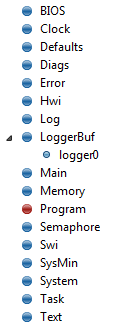 BIOS
Clock
Defaults
Diags
Error
Hwi
Log
LoggerBuf
logger0
Main
Memory
Program
Semaphore
Swi
SysMin
System
Task
Text